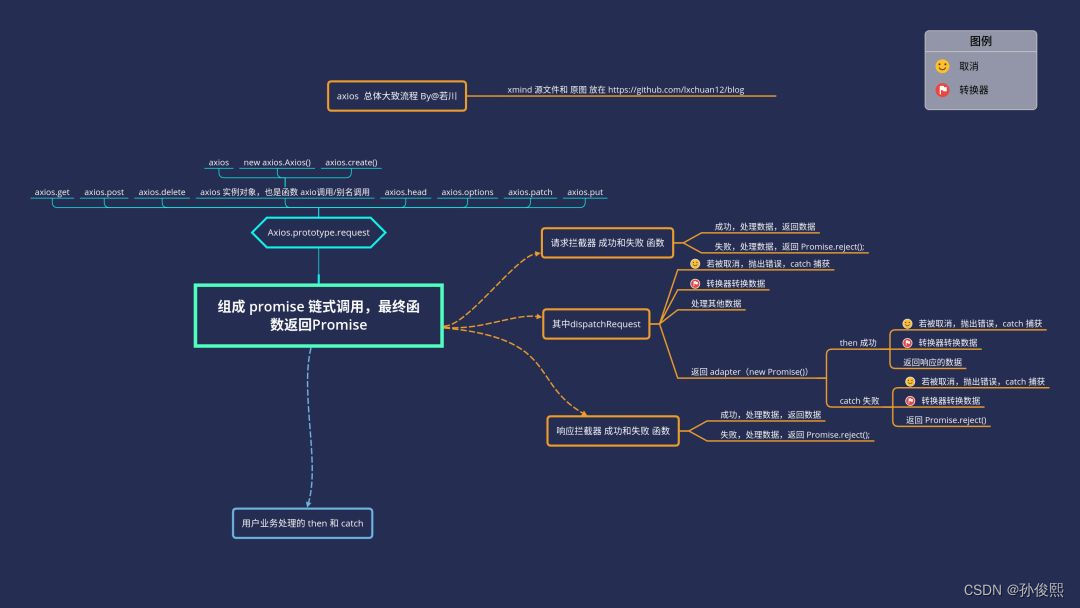 图例
取消
转换器
axios 总体大致流程 By@若川
xmind 源文件和 原图 放在 https://github.com/lxchuan12/blog
axios
new axios.Axios()
axios.create()
axios.get
axios.post
axios.delete
axios 实例对象，也是函数 axio调用/别名调用
axios.head
axios.options
axios.patch
axios.put
Axios.prototype.request
组成 promise 链式调用，最终函
数返回Promise
请求拦截器 成功和失败 函数
成功，处理数据，返回数据
失败，处理数据，返回 Promise.reject();
其中dispatchRequest
若被取消，抛出错误，catch 捕获
转换器转换数据
处理其他数据
返回 adapter（new Promise()）
then 成功
若被取消，抛出错误，catch 捕获
转换器转换数据
返回响应的数据
catch 失败
若被取消，抛出错误，catch 捕获
转换器转换数据
返回 Promise.reject()
响应拦截器 成功和失败 函数
成功，处理数据，返回数据
失败，处理数据，返回 Promise.reject();
用户业务处理的 then 和 catch
CSDN @孙俊熙